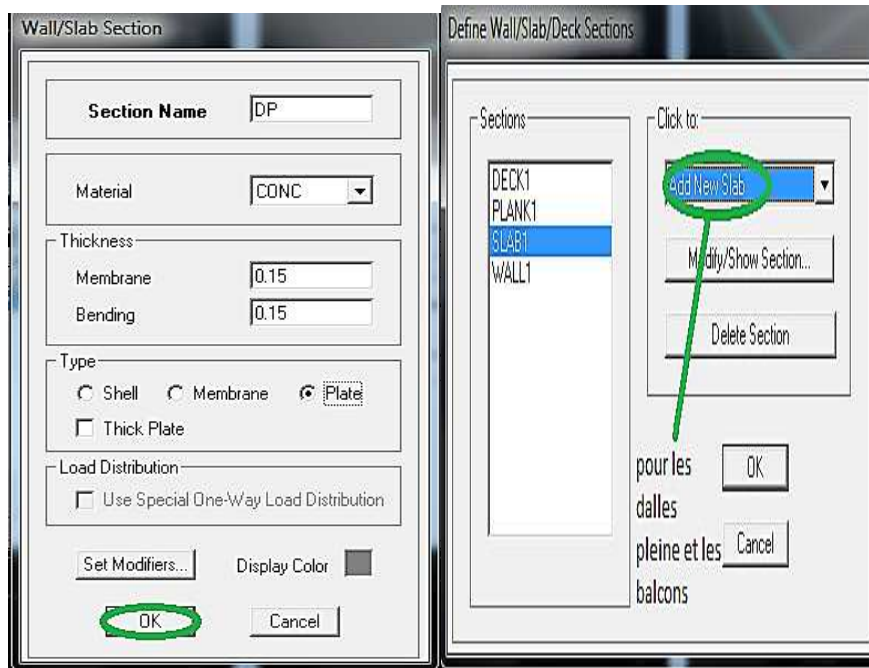 Wall/Slab Section
Section Name DP
Material CONC
Thickness
Membrane 0.15
Bending 0.15
Type
Shell Membrane Plate
Thick Plate
Load Distribution
Use Special One-Way Load Distribution
Set Modifiers... Display Color
OK Cancel
Define Wall/Slab/Deck Sections
Sections
DECK1
PLANK1
SLAB1
WALL1
Click to:
Add New Slab
Modify/Show Section...
Delete Section
pour les
dalles
pleine et les
balcons
OK
Cancel